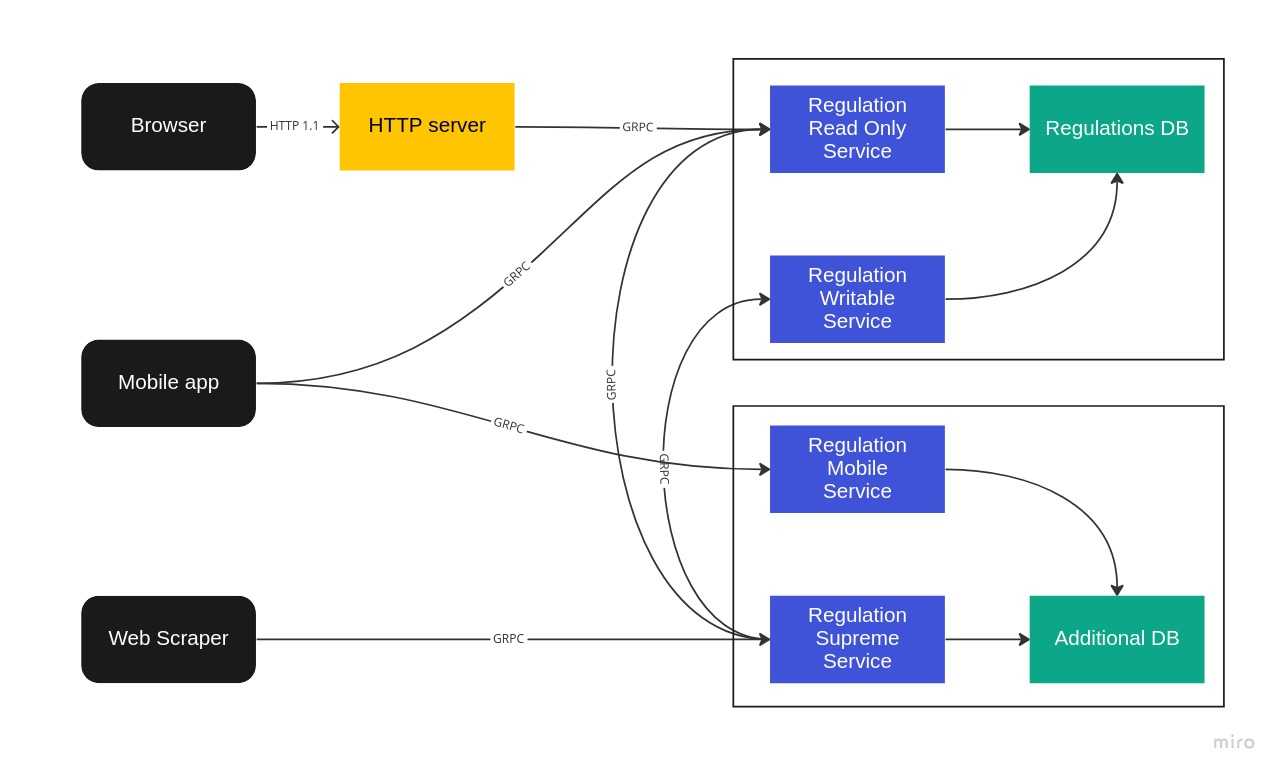 Browser
HTTP 1.1
HTTP server
GRPC
Regulation
Read Only
Service
Regulations DB
GRPC
Regulation
Writable
Service
Mobile app
GRPC
GRPC
GRPC
Regulation
Mobile
Service
Web Scraper
GRPC
Regulation
Supreme
Service
Additional DB
miro